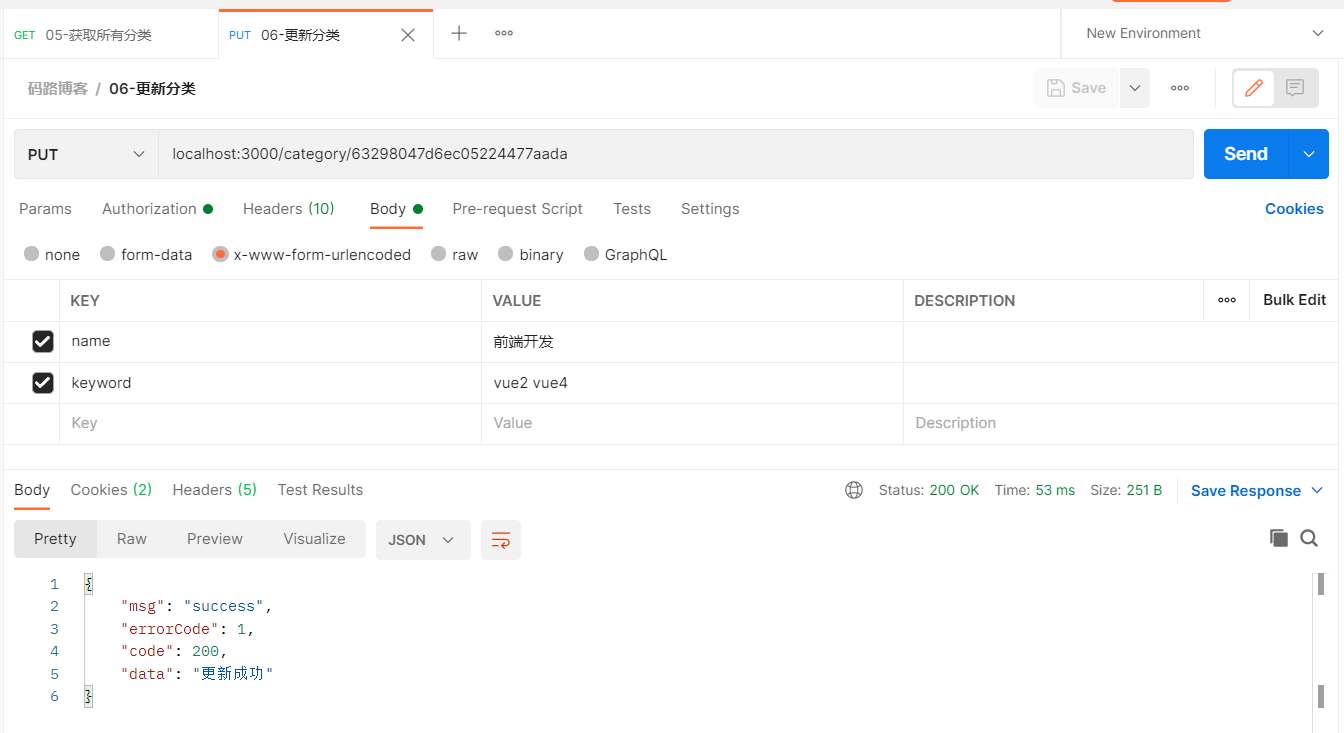 GET 05-获取所有分类 PUT 06-更新分类 New Environment
码路博客 / 06-更新分类 Save
PUT localhost:3000/category/63298047d6ec05224477aada Send
Params Authorization Headers (10) Body Pre-request Script Tests Settings Cookies
none form-data x-www-form-urlencoded raw binary GraphQL
KEY VALUE DESCRIPTION Bulk Edit
name 前端开发
keyword vue2 vue4
Key Value Description
Body Cookies (2) Headers (5) Test Results Status: 200 OK Time: 53 ms Size: 251 B Save Response
Pretty Raw Preview Visualize JSON
1 {
2 "msg": "success",
3 "errorCode": 1,
4 "code": 200,
5 "data": "更新成功"
6 }